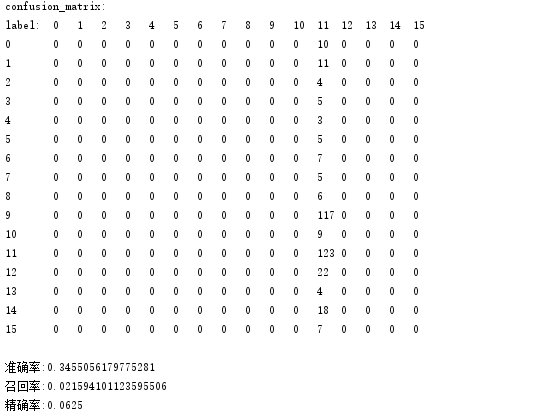 confusion_matrix:
label: 0 1 2 3 4 5 6 7 8 9 10 11 12 13 14 15
0 0 0 0 0 0 0 0 0 0 0 0 10 0 0 0 0
1 0 0 0 0 0 0 0 0 0 0 0 11 0 0 0 0
2 0 0 0 0 0 0 0 0 0 0 0 4 0 0 0 0
3 0 0 0 0 0 0 0 0 0 0 0 5 0 0 0 0
4 0 0 0 0 0 0 0 0 0 0 0 3 0 0 0 0
5 0 0 0 0 0 0 0 0 0 0 0 5 0 0 0 0
6 0 0 0 0 0 0 0 0 0 0 0 7 0 0 0 0
7 0 0 0 0 0 0 0 0 0 0 0 5 0 0 0 0
8 0 0 0 0 0 0 0 0 0 0 0 6 0 0 0 0
9 0 0 0 0 0 0 0 0 0 0 0 117 0 0 0 0
10 0 0 0 0 0 0 0 0 0 0 0 9 0 0 0 0
11 0 0 0 0 0 0 0 0 0 0 0 123 0 0 0 0
12 0 0 0 0 0 0 0 0 0 0 0 22 0 0 0 0
13 0 0 0 0 0 0 0 0 0 0 0 4 0 0 0 0
14 0 0 0 0 0 0 0 0 0 0 0 18 0 0 0 0
15 0 0 0 0 0 0 0 0 0 0 0 7 0 0 0 0
准确率:0.3455056179775281
召回率:0.021594101123595506
精确率:0.0625